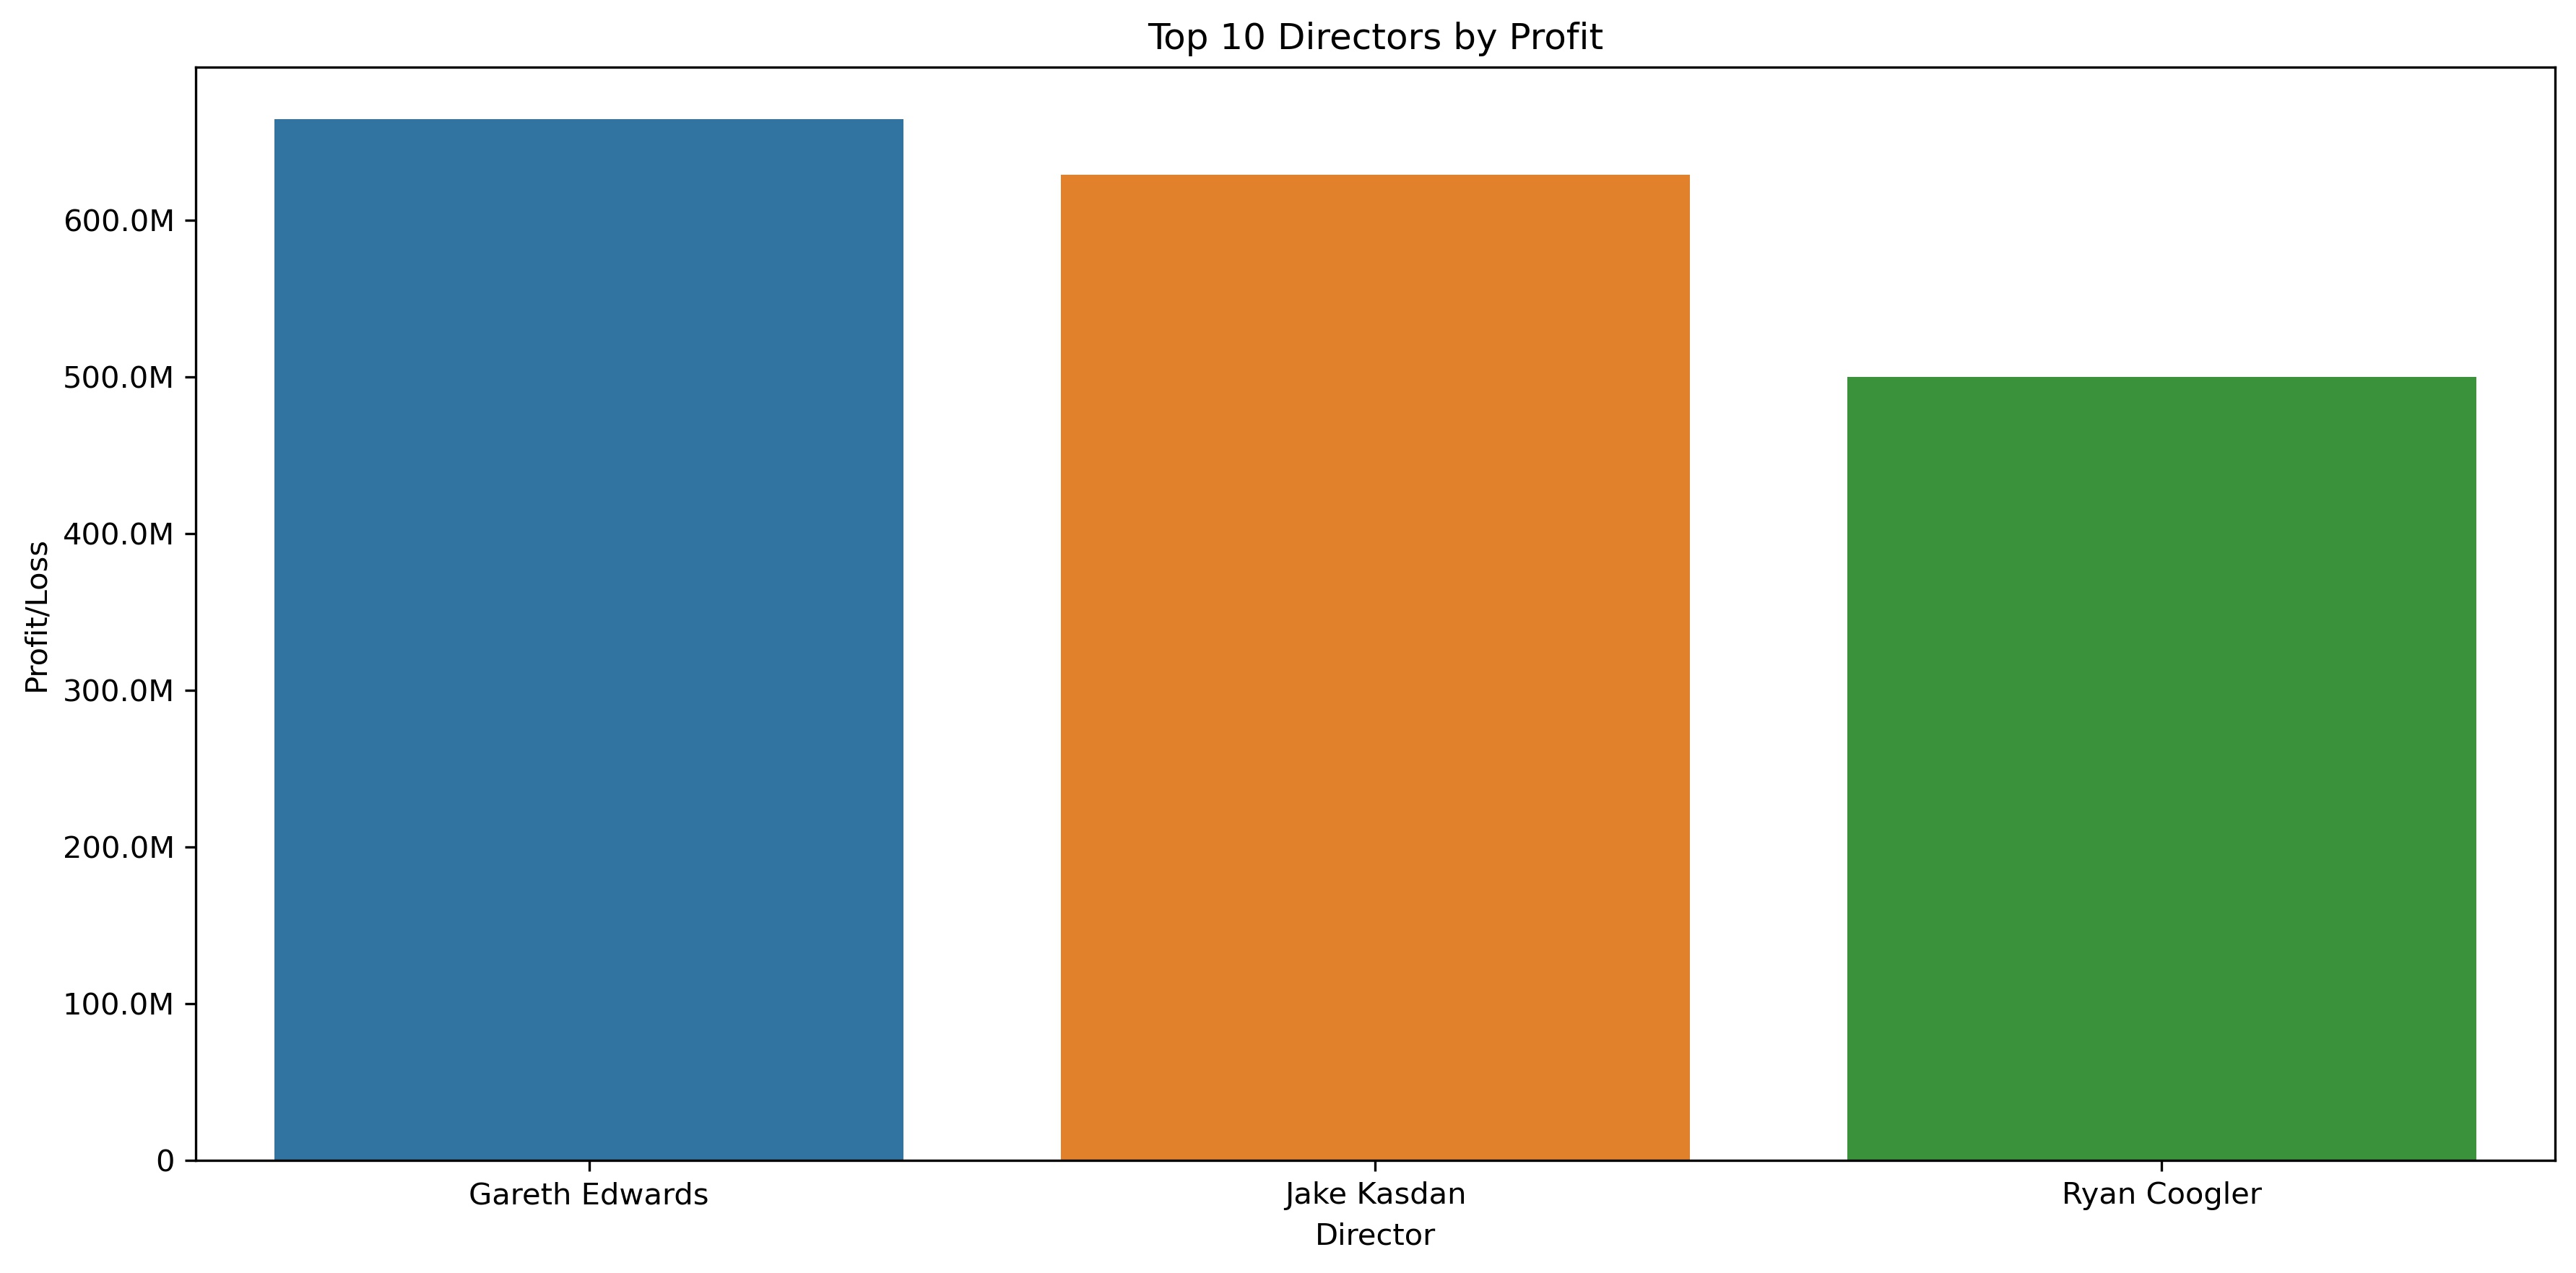 Top 10 Directors by Profit
Profit/Loss
600.0M
500.0M
400.0M
300.0M
200.0M
100.0M
0
Gareth Edwards
Jake Kasdan
Ryan Coogler
Director